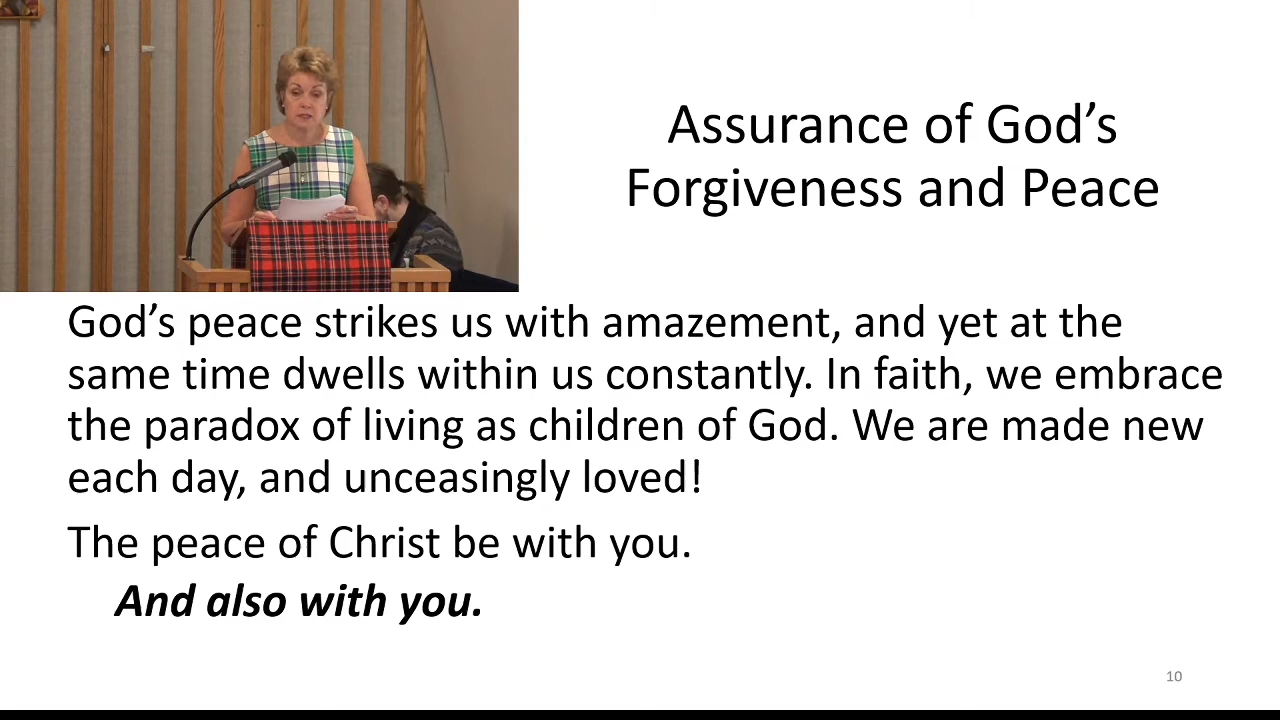 Assurance of God’s
Forgiveness and Peace
God’s peace strikes us with amazement, and yet at the
same time dwells within us constantly. In faith, we embrace
the paradox of living as children of God. We are made new
each day, and unceasingly loved!
The peace of Christ be with you.
And also with you.
10